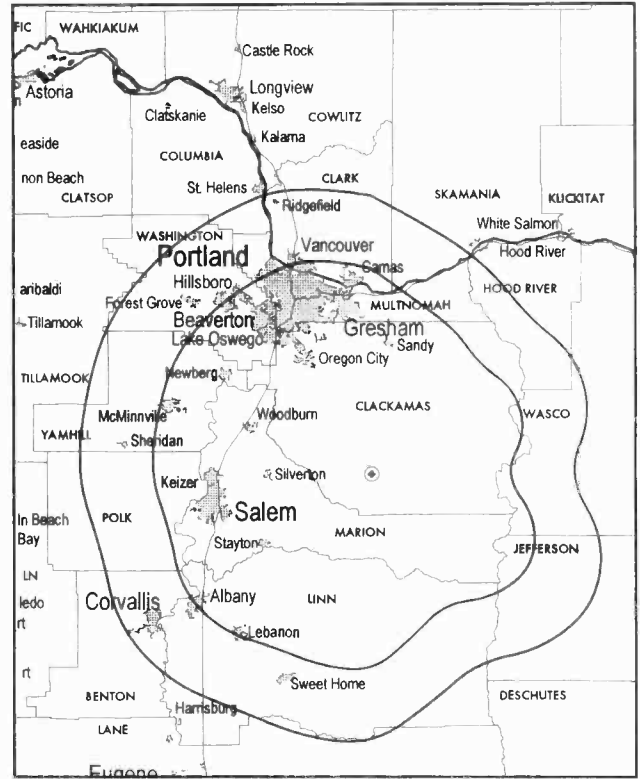 FIC
WAHKIAKUM
Castle Rock
Astoria
Longview
Kelso
Clatskanie
COWLITZ
Kalama
easide
COLUMBIA
non Beach
CLARK
CLATSOP
St. Helens
SKAMANIA
KLICKITAT
Ridgefield
White Salmon
WASHINGTON
Vancouver
Hood River
Portland
Camas
Hillsboro
HOOD RIVER
aribaldi
Forest Grove
MULTNOMAH
Tillamook
Beaverton
Gresham
Lake Oswego
Sandy
Oregon City
TILLAMOOK
Newberg
CLACKAMAS
McMinnville
Woodburn
WASCO
YAMHILL
Sheridan
Keizer
Silverton
Salem
ln Beach
POLK
MARION
Bay
Stayton
JEFFERSON
LN
ledo
Corvallis
Albany
LINN
rt
Lebanon
rt
Sweet Home
BENTON
Harrisburg
DESCHUTES
LANE
Eugene